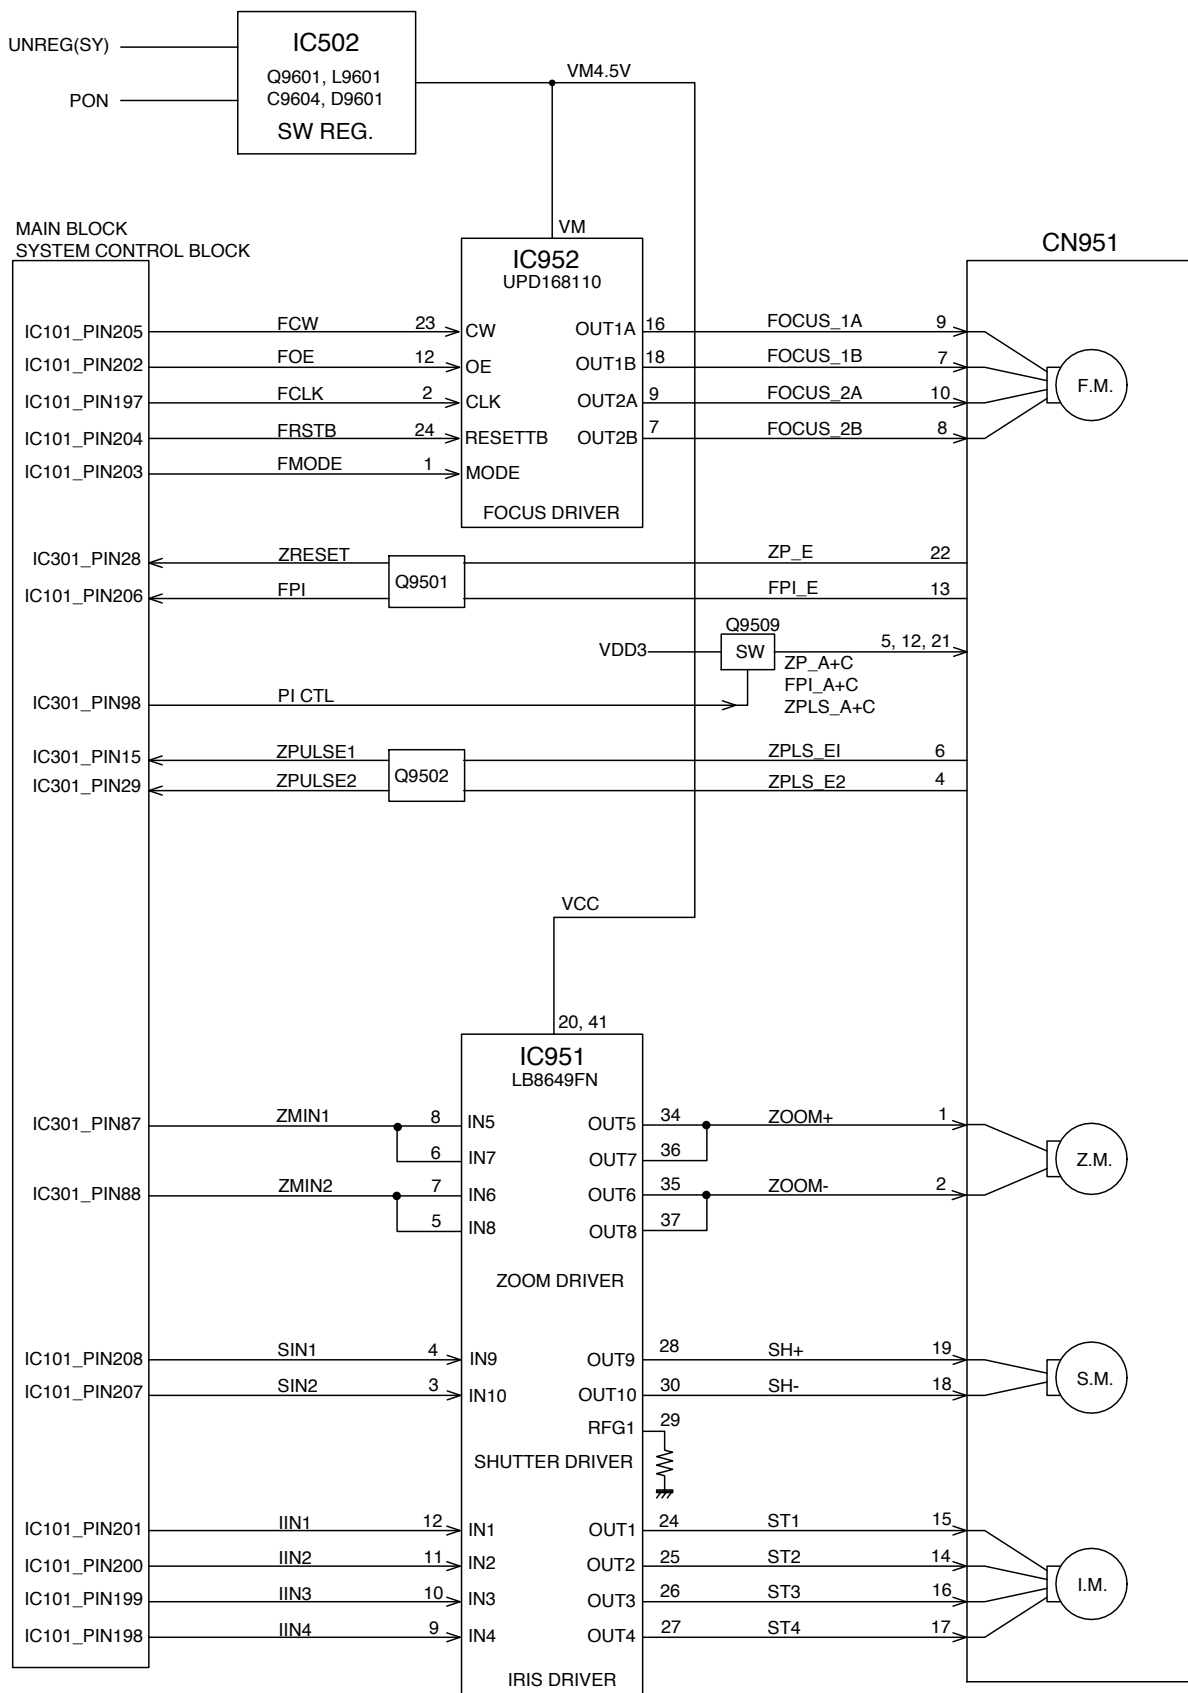 UNREG(SY)
PON
IC502
Q9601, L9601
C9604, D9601
SW REG.
VM4.5V
MAIN BLOCK
SYSTEM CONTROL BLOCK
VM
IC952
UPD168110
CN951
IC101_PIN205 FCW 23 CW OUT1A 16 FOCUS_1A 9
IC101_PIN202 FOE 12 OE OUT1B 18 FOCUS_1B 7
F.M.
IC101_PIN197 FCLK 2 CLK OUT2A 9 FOCUS_2A 10
IC101_PIN204 FRSTB 24 RESETTB OUT2B 7 FOCUS_2B 8
IC101_PIN203 FMODE 1 MODE
FOCUS DRIVER
IC301_PIN28 ZRESET ZP_E 22
Q9501
IC101_PIN206 FPI FPI_E 13
Q9509
VDD3 SW 5, 12, 21
ZP_A+C
FPI_A+C
ZPLS_A+C
IC301_PIN98 PI CTL
IC301_PIN15 ZPULSE1 ZPLS_EI 6
Q9502
IC301_PIN29 ZPULSE2 ZPLS_E2 4
VCC
20, 41
IC951
LB8649FN
IC301_PIN87 ZMIN1 8 IN5 OUT5 34 ZOOM+ 1
6 IN7 OUT7 36
Z.M.
IC301_PIN88 ZMIN2 7 IN6 OUT6 35 ZOOM- 2
5 IN8 OUT8 37
ZOOM DRIVER
IC101_PIN208 SIN1 4 IN9 OUT9 28 SH+ 19
S.M.
IC101_PIN207 SIN2 3 IN10 OUT10 30 SH- 18
RFG1 29
SHUTTER DRIVER
IC101_PIN201 IIN1 12 IN1 OUT1 24 ST1 15
IC101_PIN200 IIN2 11 IN2 OUT2 25 ST2 14
I.M.
IC101_PIN199 IIN3 10 IN3 OUT3 26 ST3 16
IC101_PIN198 IIN4 9 IN4 OUT4 27 ST4 17
IRIS DRIVER